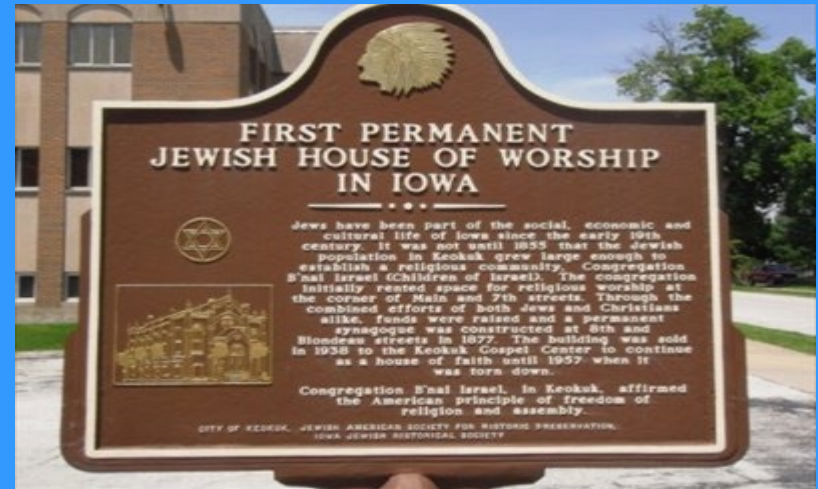 FIRST PERMANENT
JEWISH HOUSE OF WORSHIP
IN IOWA
Jews have been part of the social, economic and
cultural life of Iowa since the early 19th
century. It was not until 1855 that the Jewish
population in Keokuk grew large enough to
establish a religious community, Congregation
B'nai Israel (Children of Israel). The congregation
initially rented space for religious worship at
the corner of Main and 7th streets. Through the
combined efforts of both Jews and Christians
alike, funds were raised and a permanent
synagogue was constructed at 8th and
Blondeau streets in 1877. The building was sold
in 1938 to the Keokuk Gospel Center to continue
as a house of faith until 1957 when it
was torn down.
Congregation B'nai Israel, in Keokuk, affirmed
the American principle of freedom of
religion and assembly.
CITY OF KEOKUK, JEWISH AMERICAN SOCIETY FOR HISTORIC PRESERVATION,
IOWA JEWISH HISTORICAL SOCIETY